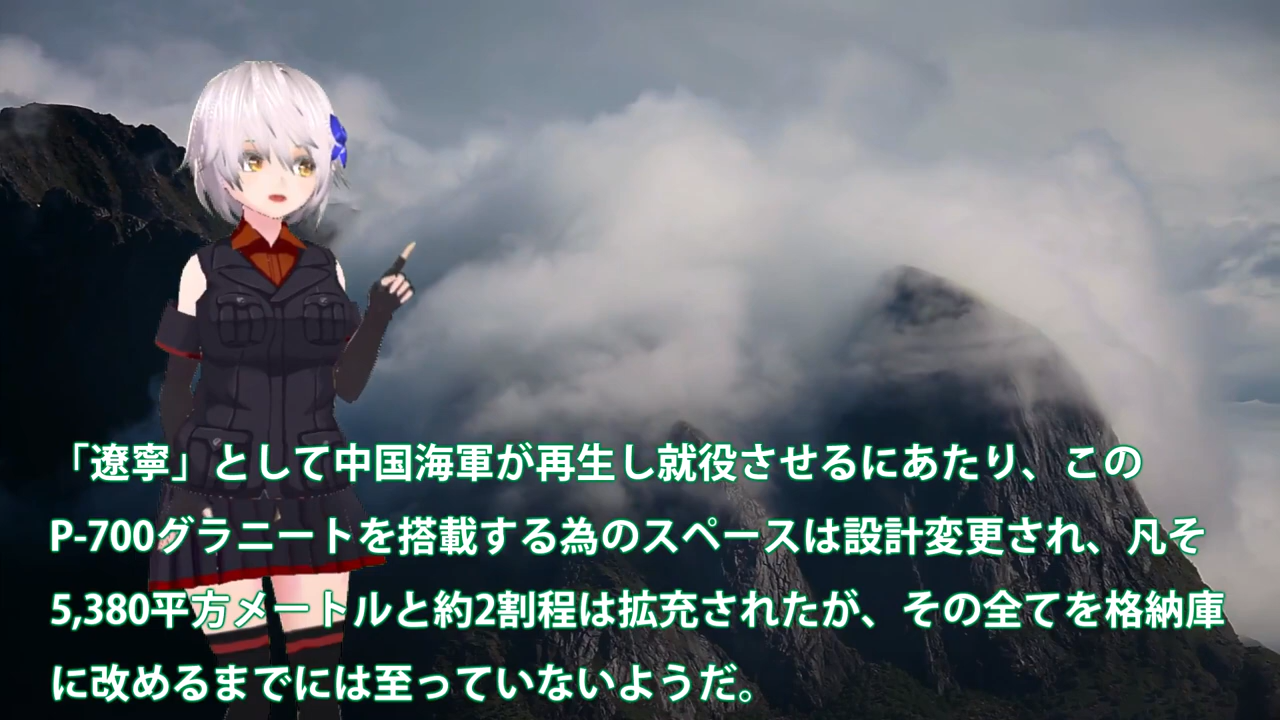 「遼寧」として中国海軍が再生し就役させるにあたり、この
P-700グラニートを搭載する為のスペースは設計変更され、凡そ
5,380平方メートルと約2割程は拡充されたが、その全てを格納庫
に改めるまでには至っていないようだ。